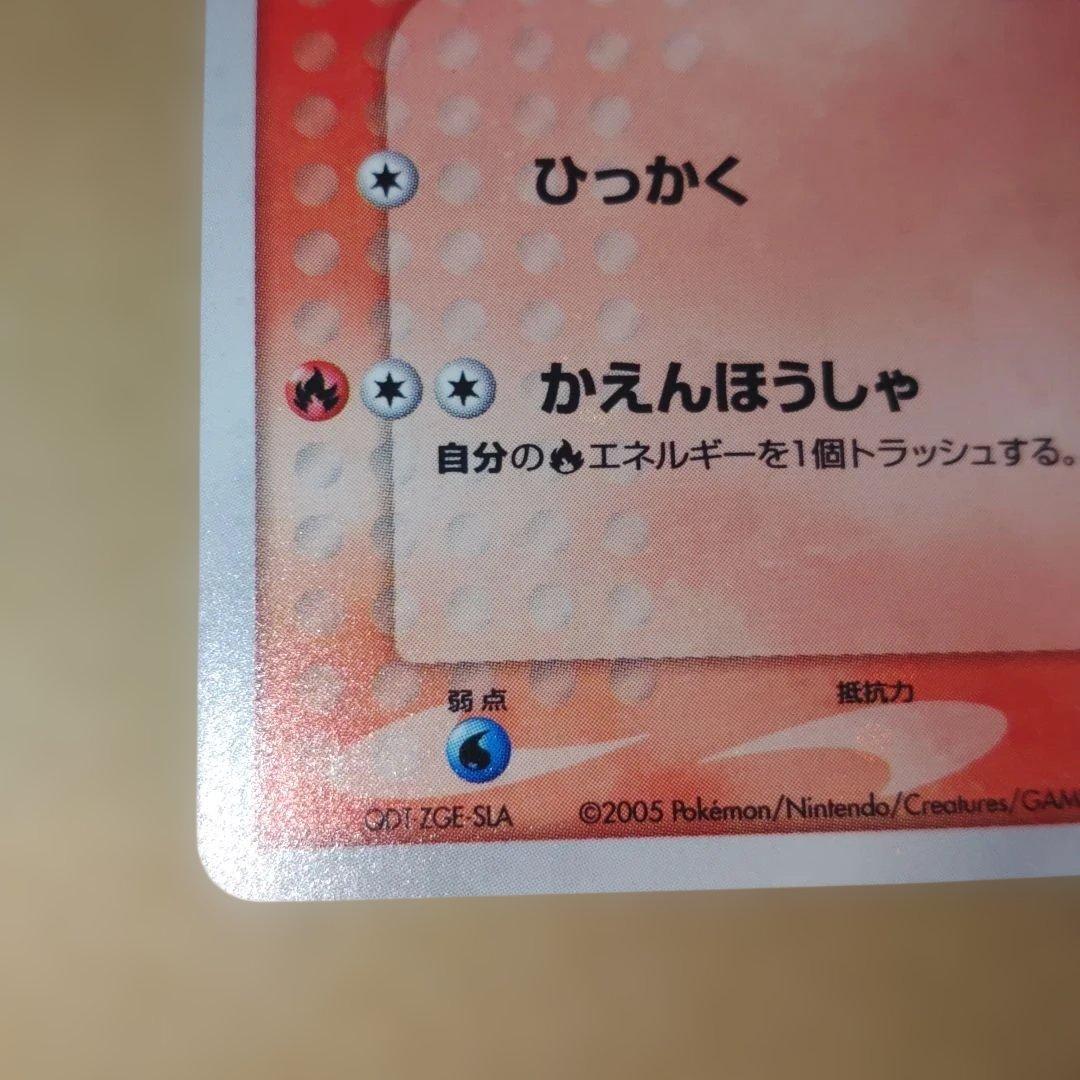 ひっかく
かえんほうしゃ
自分の🔥エネルギーを1個トラッシュする。
弱点
抵抗力
QDT-ZGE-SLA
©2005 Pokémon/Nintendo/Creatures/GAM